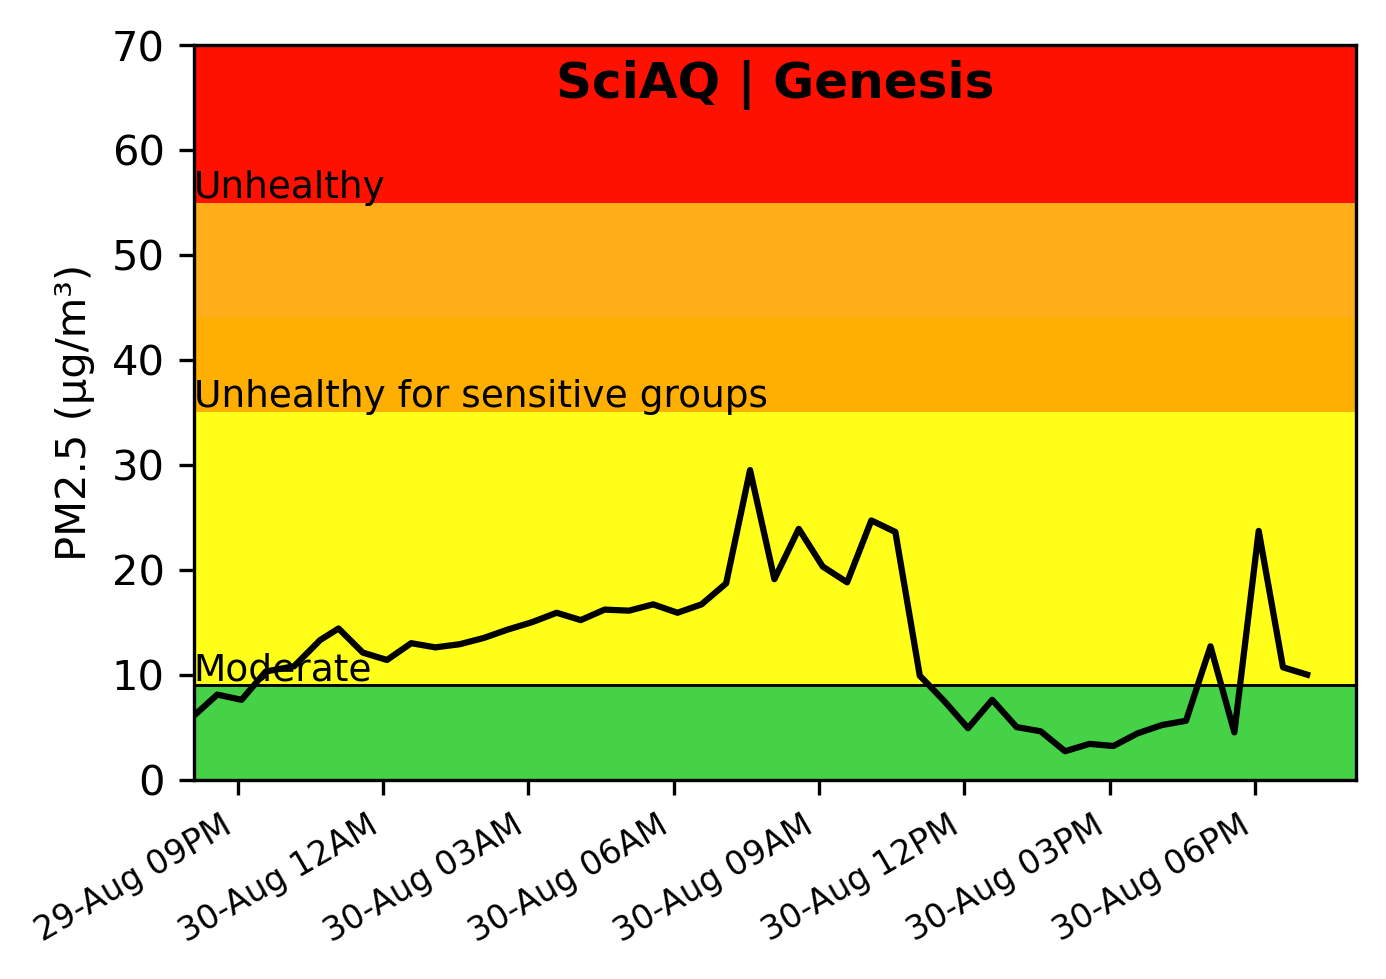 SciAQ | Genesis
PM2.5 (µg/m³)
70
60
50
40
30
20
10
0
Unhealthy
Unhealthy for sensitive groups
Moderate
29-Aug 09PM
30-Aug 12AM
30-Aug 03AM
30-Aug 06AM
30-Aug 09AM
30-Aug 12PM
30-Aug 03PM
30-Aug 06PM